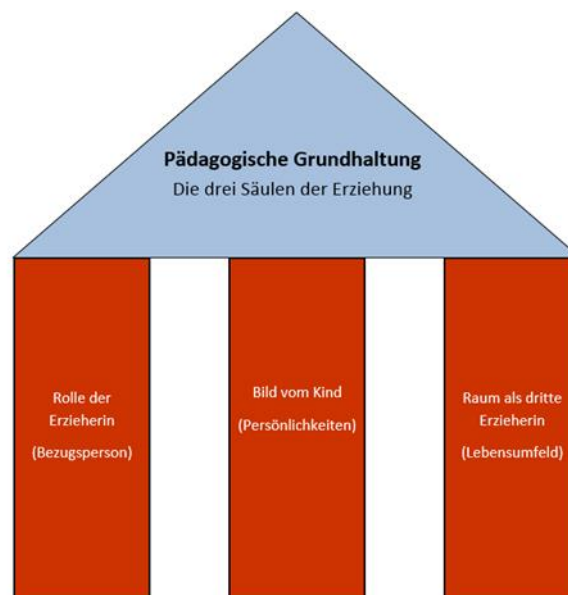 Pädagogische Grundhaltung
Die drei Säulen der Erziehung
Rolle der
Erzieherin
(Bezugsperson)
Bild vom Kind
(Persönlichkeiten)
Raum als dritte
Erzieherin
(Lebensumfeld)